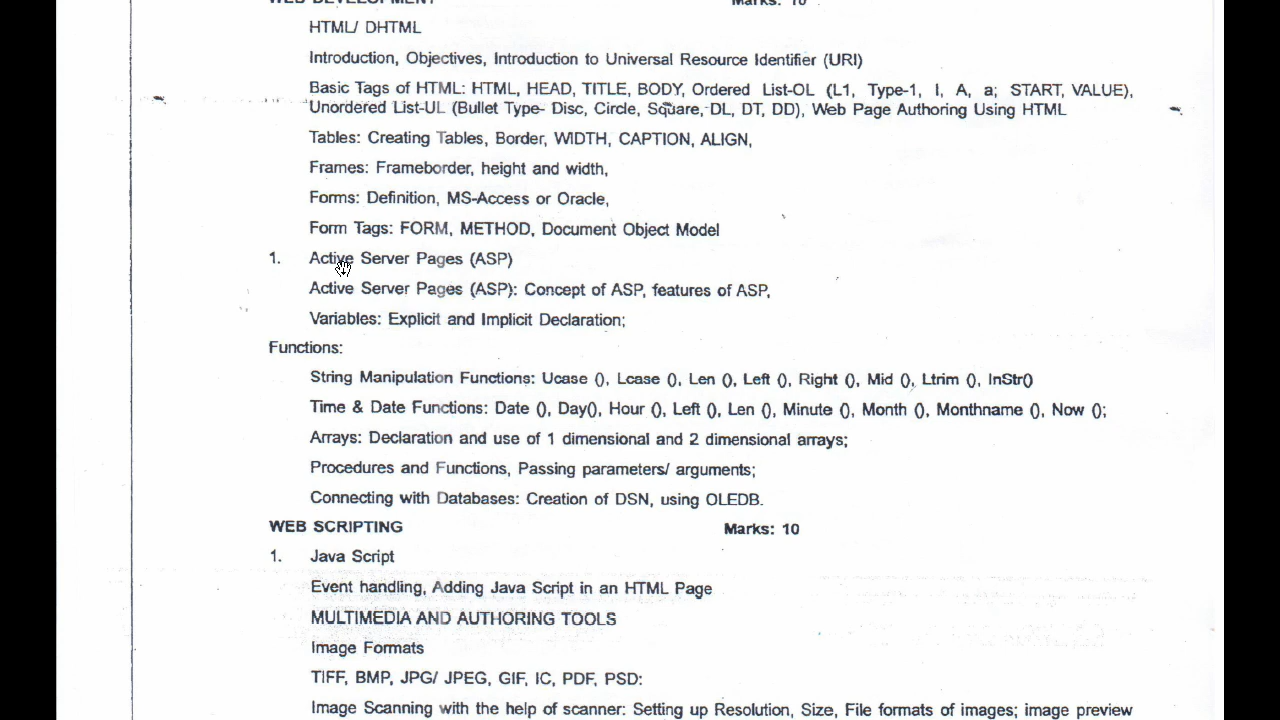 WEB DEVELOPMENT Marks: 10
HTML/ DHTML
Introduction, Objectives, Introduction to Universal Resource Identifier (URI)
Basic Tags of HTML: HTML, HEAD, TITLE, BODY, Ordered List-OL (L1, Type-1, I, A, a; START, VALUE),
Unordered List-UL (Bullet Type- Disc, Circle, Square, DL, DT, DD), Web Page Authoring Using HTML
Tables: Creating Tables, Border, WIDTH, CAPTION, ALIGN,
Frames: Frameborder, height and width,
Forms: Definition, MS-Access or Oracle,
Form Tags: FORM, METHOD, Document Object Model
1. Active Server Pages (ASP)
Active Server Pages (ASP): Concept of ASP, features of ASP,
Variables: Explicit and Implicit Declaration;
Functions:
String Manipulation Functions: Ucase (), Lcase (), Len (), Left (), Right (), Mid (), Ltrim (), InStr()
Time & Date Functions: Date (), Day(), Hour (), Left (), Len (), Minute (), Month (), Monthname (), Now ();
Arrays: Declaration and use of 1 dimensional and 2 dimensional arrays;
Procedures and Functions, Passing parameters/ arguments;
Connecting with Databases: Creation of DSN, using OLEDB.
WEB SCRIPTING Marks: 10
1. Java Script
Event handling, Adding Java Script in an HTML Page
MULTIMEDIA AND AUTHORING TOOLS
Image Formats
TIFF, BMP, JPG/ JPEG, GIF, IC, PDF, PSD:
Image Scanning with the help of scanner: Setting up Resolution, Size, File formats of images; image preview